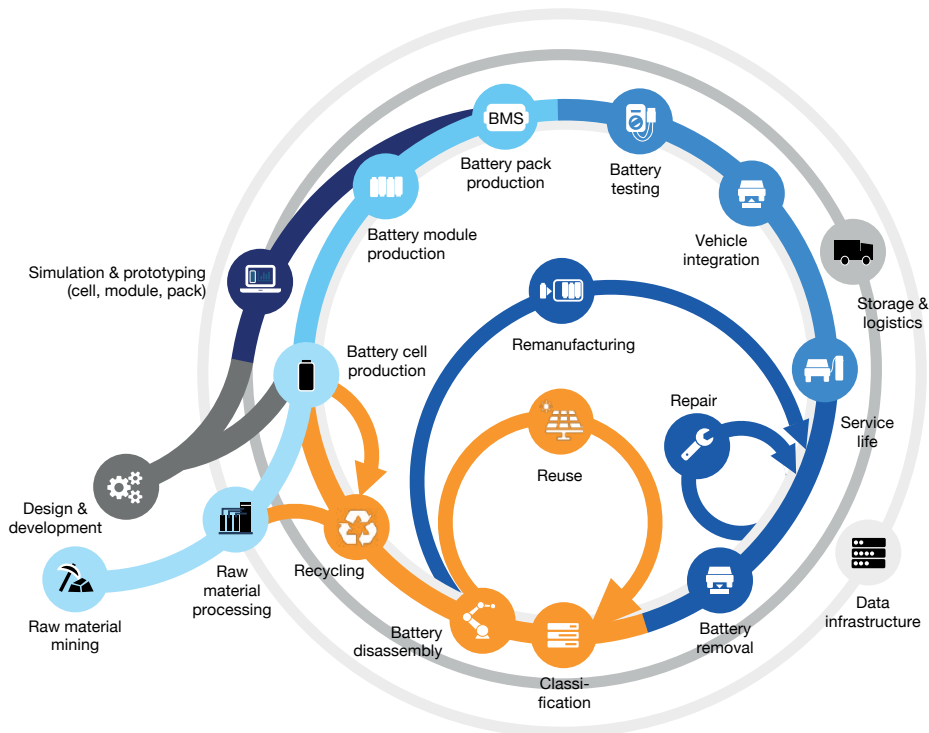 BMS
Battery pack
production
Battery
testing
Battery module
production
Vehicle
integration
Simulation & prototyping
(cell, module, pack)
Storage &
logistics
Remanufacturing
Battery cell
production
Repair
Service
life
Reuse
Design &
development
Raw
material
processing
Recycling
Raw material
mining
Battery
disassembly
Classi-
fication
Battery
removal
Data
infrastructure